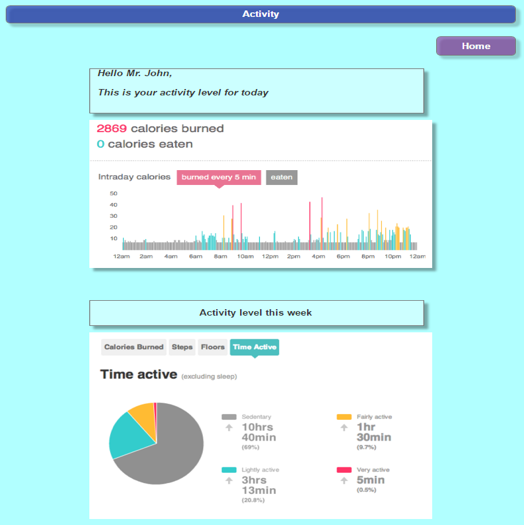 Activity
Home
Hello Mr. John,
This is your activity level for today
2869 calories burned
0 calories eaten
Intraday calories burned every 5 min eaten
50
40
30
20
10
12am 2am 4am 6am 8am 10am 12pm 2pm 4pm 6pm 8pm 10pm 12am
Activity level this week
Calories Burned Steps Floors Time Active
Time active (excluding sleep)
Sedentary
10hrs
40min
(69%)
Fairly active
1hr
30min
(9.7%)
Lightly active
3hrs
13min
(20.8%)
Very active
5min
(0.5%)